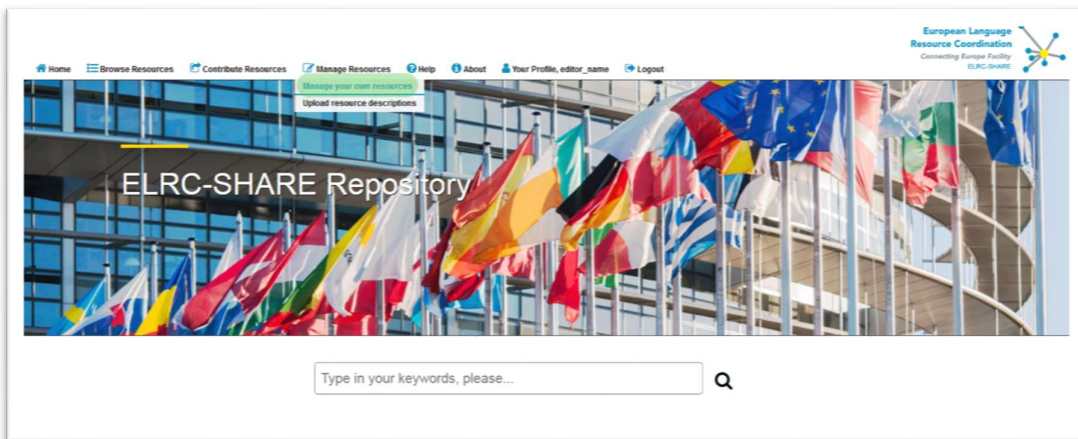 European Language
Resource Coordination
Connecting Europe Facility
ELRC-SHARE
Home Browse Resources Contribute Resources Manage Resources Help About Your Profile, editor_name Logout
Manage your own resources
Upload resource descriptions
ELRC-SHARE Repository
Type in your keywords, please...